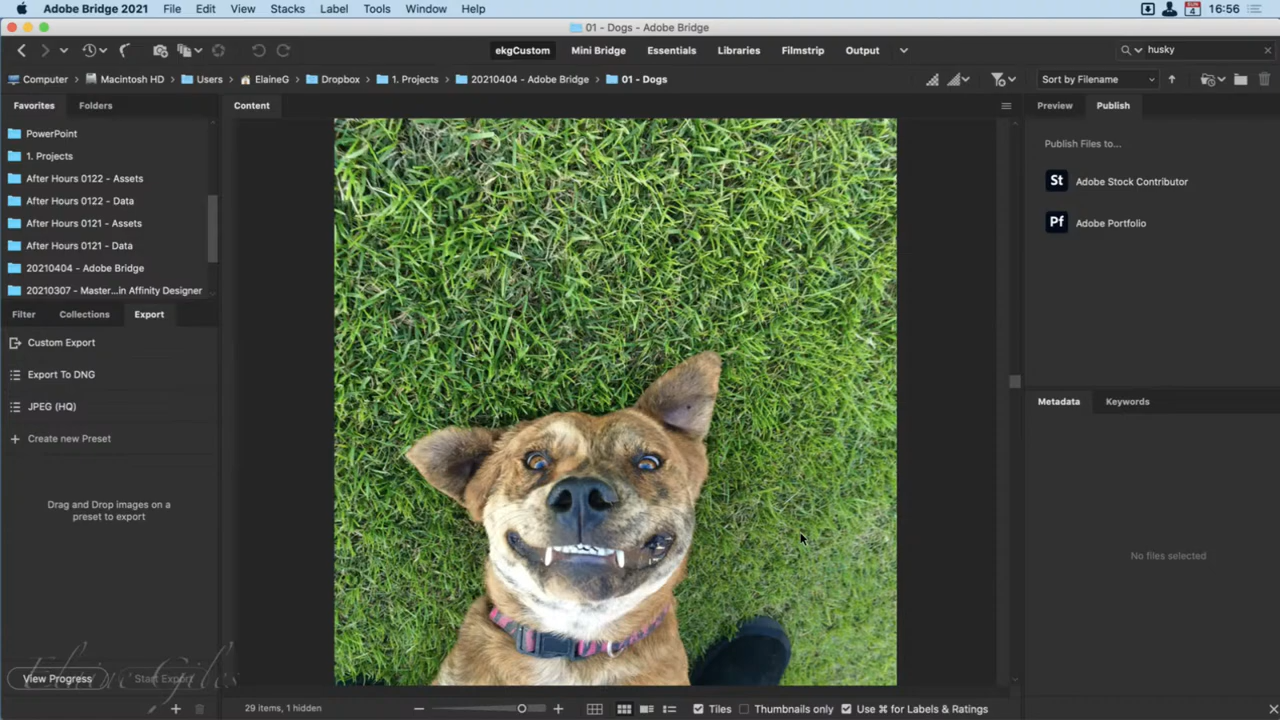 Adobe Bridge 2021 File Edit View Stacks Label Tools Window Help 4 16:56
01 - Dogs - Adobe Bridge
ekgCustom Mini Bridge Essentials Libraries Filmstrip Output husky
Computer Macintosh HD Users ElaineG Dropbox 1. Projects 20210404 - Adobe Bridge 01 - Dogs Sort by Filename
Favorites Folders Content Preview Publish
PowerPoint
1. Projects
After Hours 0122 - Assets
After Hours 0122 - Data
After Hours 0121 - Assets
After Hours 0121 - Data
20210404 - Adobe Bridge
20210307 - Master...in Affinity Designer
Publish Files to...
St Adobe Stock Contributor
Pf Adobe Portfolio
Filter Collections Export
Custom Export
Export To DNG
JPEG (HQ)
Create new Preset
Drag and Drop images on a
preset to export
Metadata Keywords
No files selected
Elaine Giles
View Progress Start Export
29 items, 1 hidden Tiles Thumbnails only Use ⌘ for Labels & Ratings